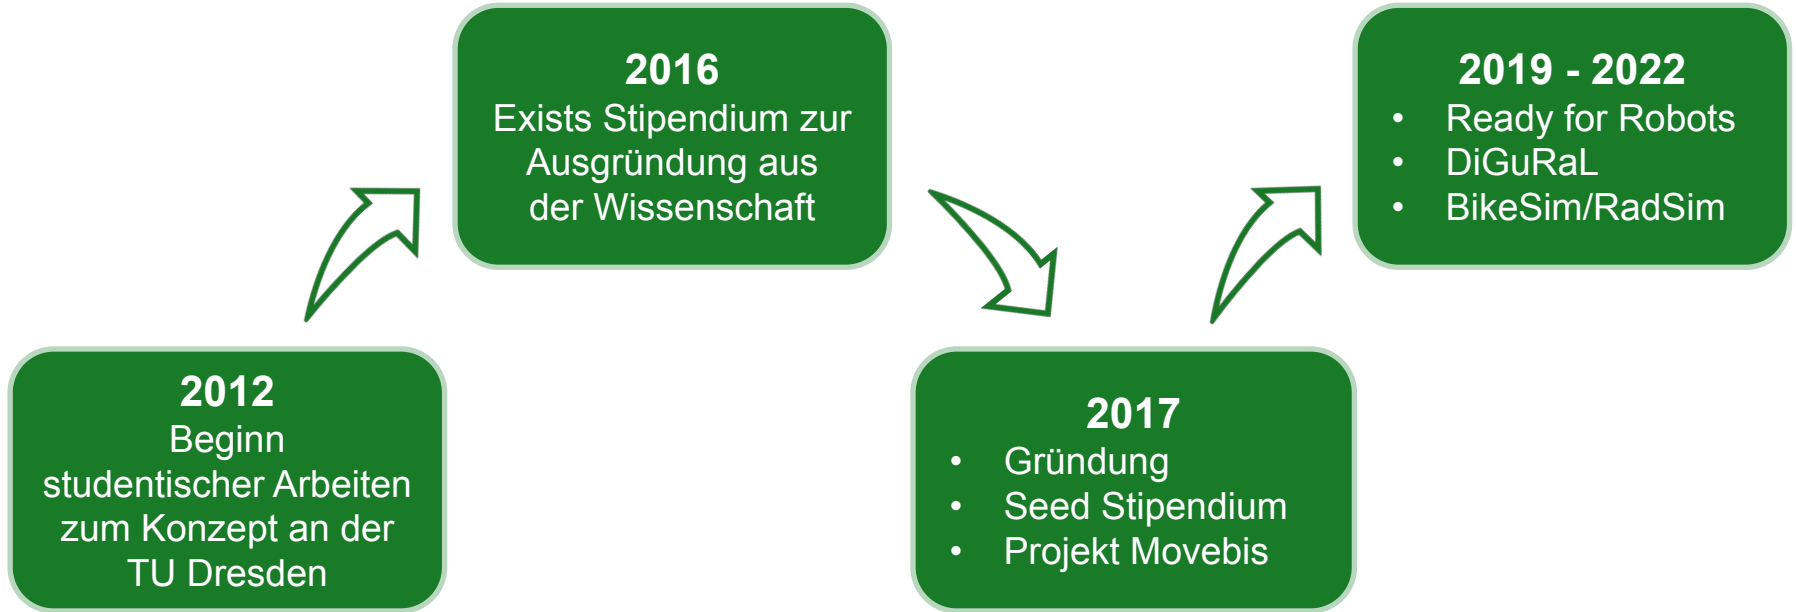 2012
Beginn
studentischer Arbeiten
zum Konzept an der
TU Dresden
2016
Exists Stipendium zur
Ausgründung aus
der Wissenschaft
2017
• Gründung
• Seed Stipendium
• Projekt Movebis
2019 - 2022
• Ready for Robots
• DiGuRaL
• BikeSim/RadSim